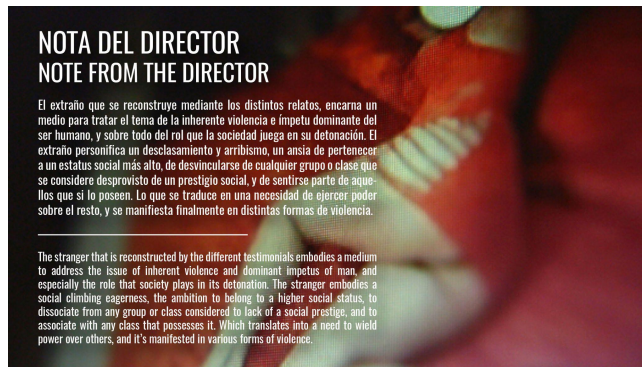 NOTA DEL DIRECTOR
NOTE FROM THE DIRECTOR
El extraño que se reconstruye mediante los distintos relatos, encarna un
medio para tratar el tema de la inherente violencia e ímpetu dominante del
ser humano, y sobre todo del rol que la sociedad juega en su detonación. El
extraño personifica un desclasamiento y arribismo, un ansia de pertenecer
a un estatus social más alto, de desvincularse de cualquier grupo o clase que
se considere desprovisto de un prestigio social, y de sentirse parte de aque-
llos que si lo poseen. Lo que se traduce en una necesidad de ejercer poder
sobre el resto, y se manifiesta finalmente en distintas formas de violencia.
The stranger that is reconstructed by the different testimonials embodies a medium
to address the issue of inherent violence and dominant impetus of man, and
especially the role that society plays in its detonation. The stranger embodies a
social climbing eagerness, the ambition to belong to a higher social status, to
dissociate from any group or class considered to lack of a social prestige, and to
associate with any class that possesses it. Which translates into a need to wield
power over others, and it's manifested in various forms of violence.